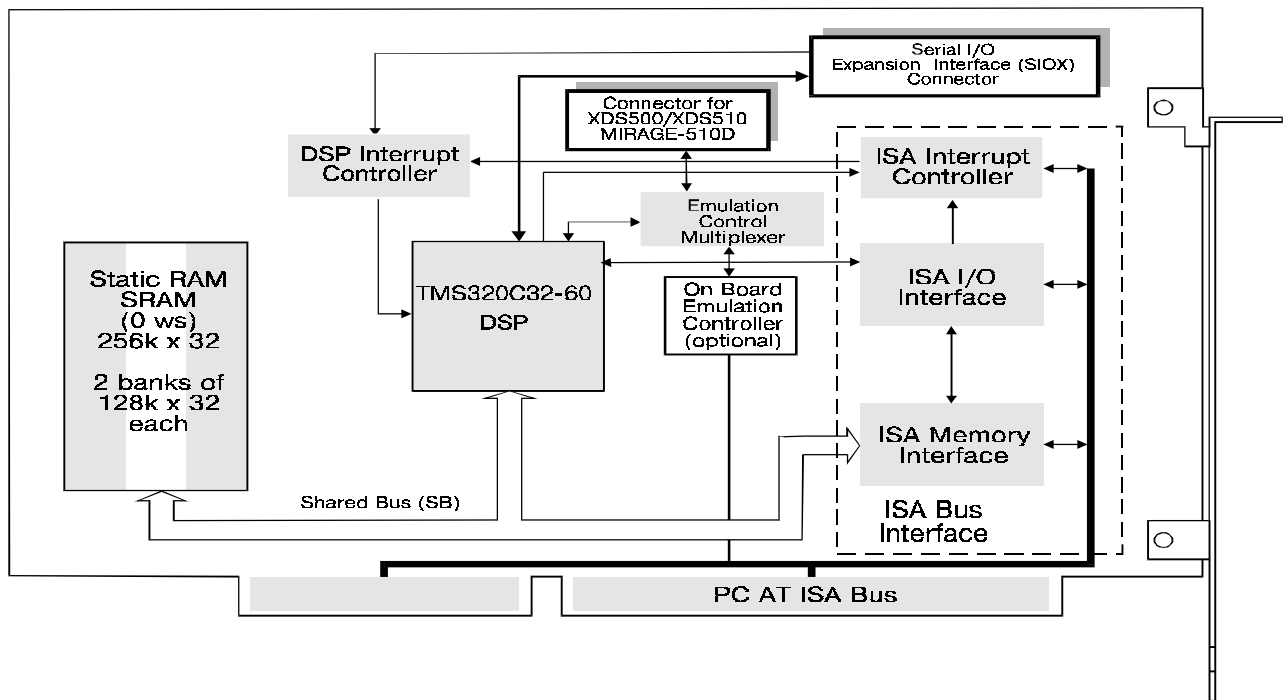 Serial I/O
Expansion Interface (SIOX)
Connector
Connector for
XDS500/XDS510
MIRAGE-510D
DSP Interrupt
Controller
ISA Interrupt
Controller
Emulation
Control
Multiplexer
Static RAM
SRAM
(0 ws)
256k x 32
2 banks of
128k x 32
each
TMS320C32-60
DSP
On Board
Emulation
Controller
(optional)
ISA I/O
Interface
ISA Memory
Interface
Shared Bus (SB)
ISA Bus
Interface
PC AT ISA Bus